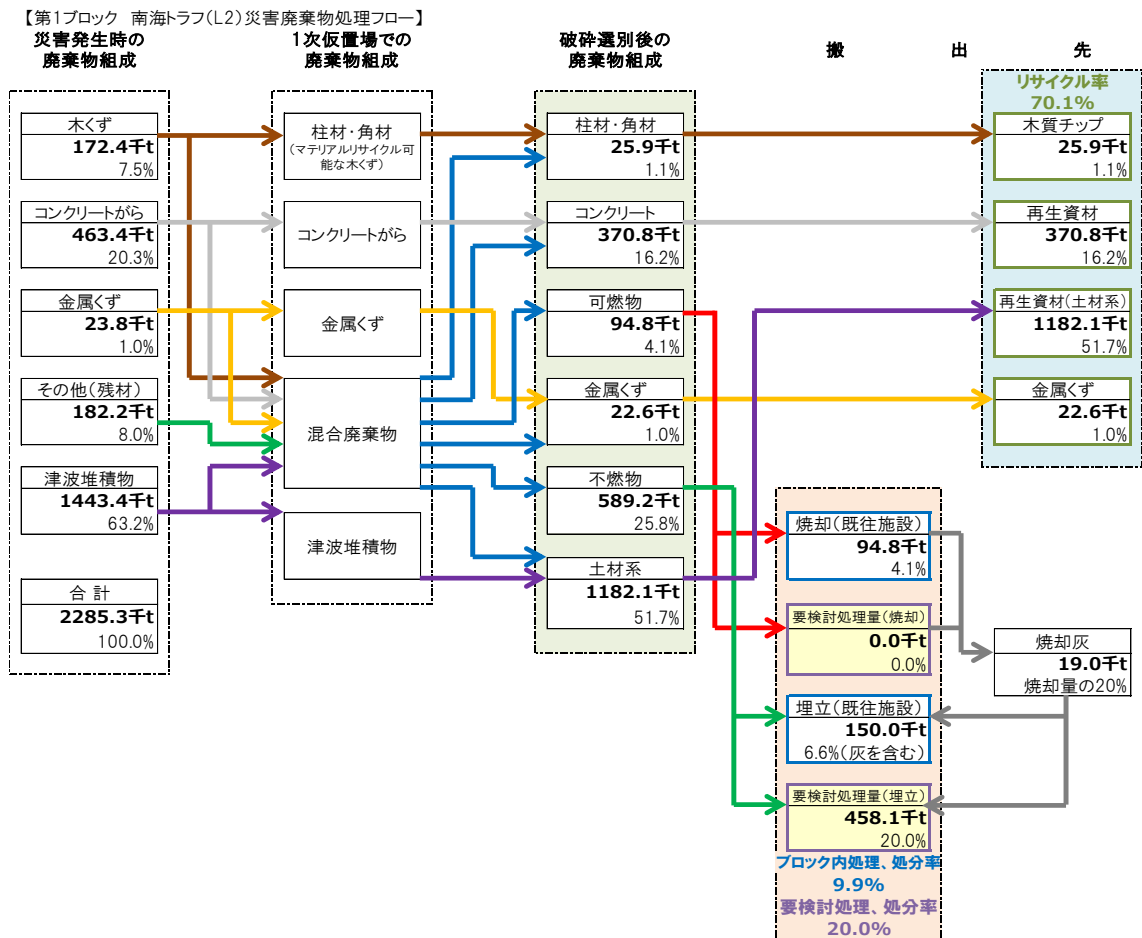 【第1ブロック 南海トラフ(L2)災害廃棄物処理フロー】
災害発生時の
廃棄物組成
1次仮置場での
廃棄物組成
破砕選別後の
廃棄物組成
搬 出 先
木くず
172.4千t
7.5%
コンクリートがら
463.4千t
20.3%
金属くず
23.8千t
1.0%
その他(残材)
182.2千t
8.0%
津波堆積物
1443.4千t
63.2%
合計
2285.3千t
100.0%
柱材・角材
(マテリアルリサイクル可
能な木くず)
コンクリートがら
金属くず
混合廃棄物
津波堆積物
柱材・角材
25.9千t
1.1%
コンクリート
370.8千t
16.2%
可燃物
94.8千t
4.1%
金属くず
22.6千t
1.0%
不燃物
589.2千t
25.8%
土材系
1182.1千t
51.7%
リサイクル率
70.1%
木質チップ
25.9千t
1.1%
再生資材
370.8千t
16.2%
再生資材(土材系)
1182.1千t
51.7%
金属くず
22.6千t
1.0%
焼却(既往施設)
94.8千t
4.1%
要検討処理量(焼却)
0.0千t
0.0%
埋立(既往施設)
150.0千t
6.6%(灰を含む)
要検討処理量(埋立)
458.1千t
20.0%
ブロック内処理、処分率
9.9%
要検討処理、処分率
20.0%
焼却灰
19.0千t
焼却量の20%